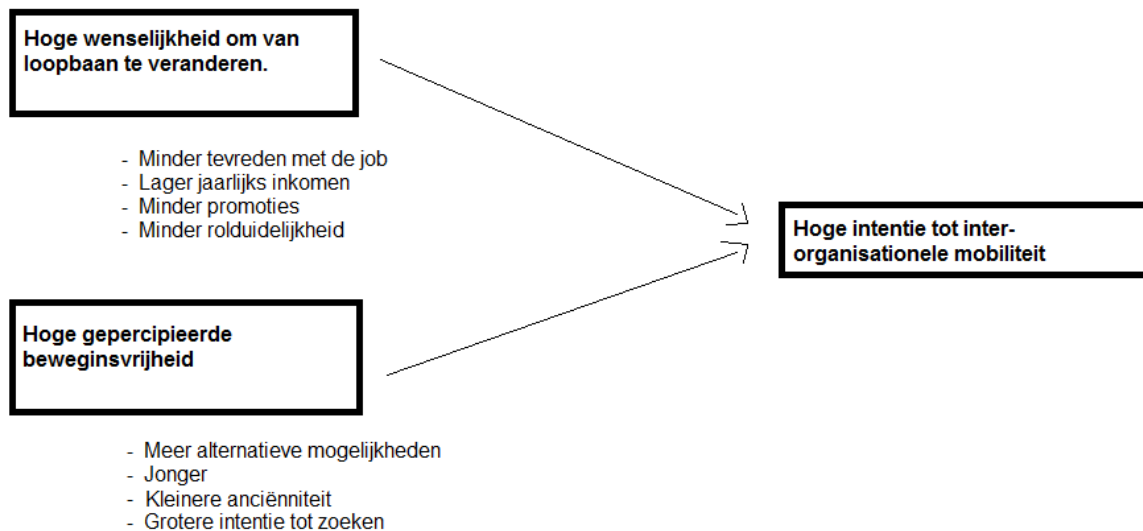 Hoge wenselijkheid om van
loopbaan te veranderen.
- Minder tevreden met de job
- Lager jaarlijks inkomen
- Minder promoties
- Minder rolduidelijkheid
Hoge intentie tot inter-
organisationele mobiliteit
Hoge gepercipieerde
beweginsvrijheid
- Meer alternatieve mogelijkheden
- Jonger
- Kleinere anciënniteit
- Grotere intentie tot zoeken